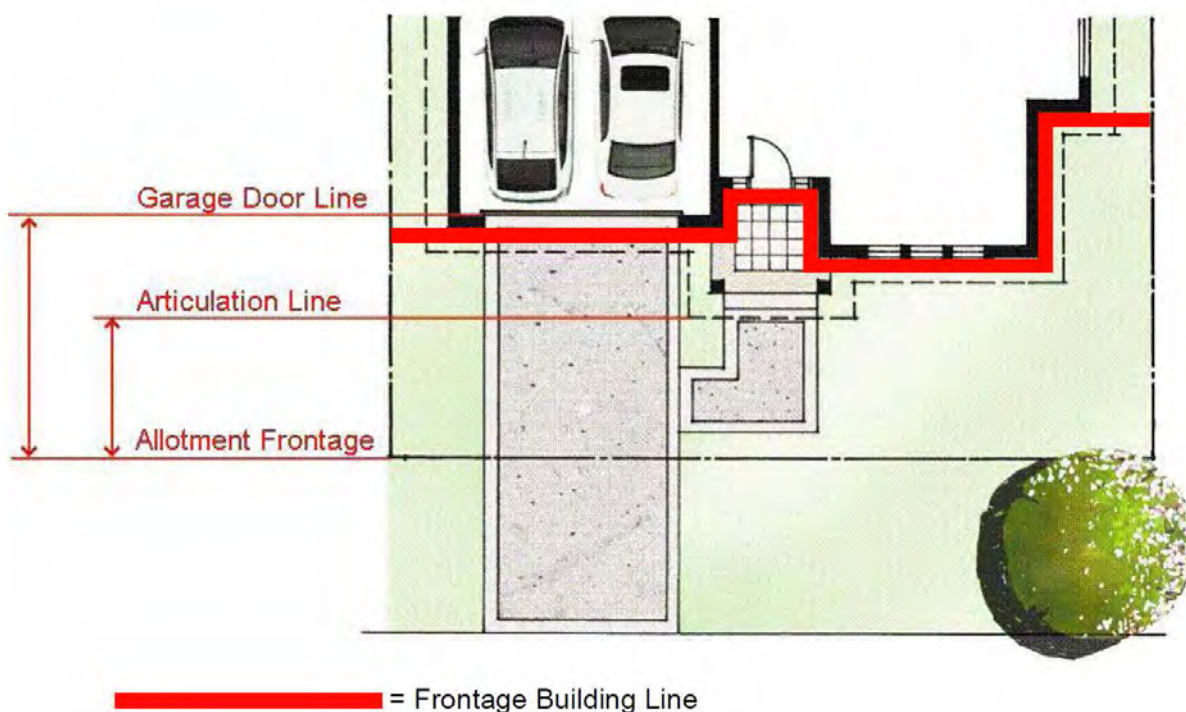 Garage Door Line
Articulation Line
Allotment Frontage
= Frontage Building Line